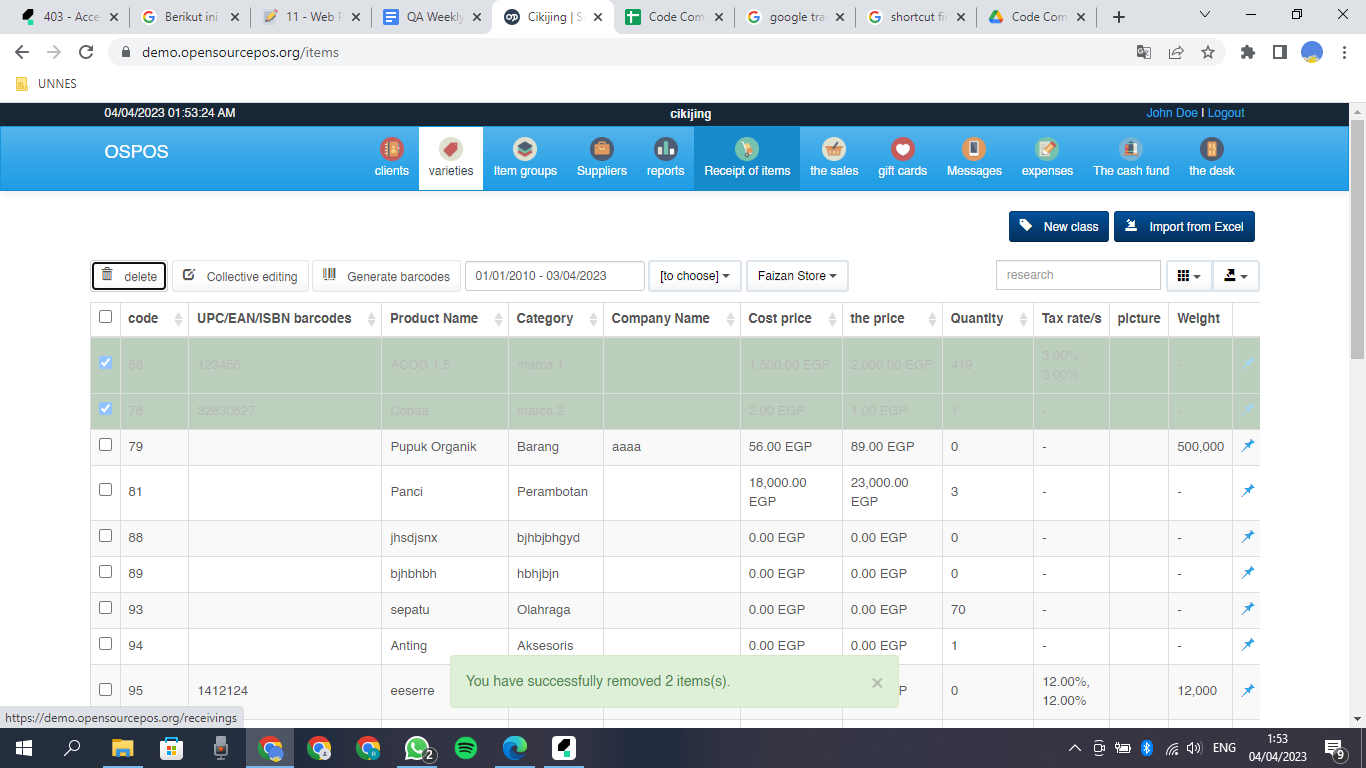 403 - Acce
Berikut ini
11 - Web P
QA Weekly
Cikijing | S
Code Com
google tra
shortcut fi
Code Com
demo.opensourcepos.org/items
UNNES
04/04/2023 01:53:24 AM cikijing John Doe | Logout
OSPOS clients varieties Item groups Suppliers reports Receipt of items the sales gift cards Messages expenses The cash fund the desk
New class Import from Excel
delete Collective editing Generate barcodes 01/01/2010 - 03/04/2023 [to choose] Faizan Store research
code UPC/EAN/ISBN barcodes Product Name Category Company Name Cost price the price Quantity Tax rate/s picture Weight
68 123456 ACOG 1.5 marca 1 1,500.00 EGP 2,000.00 EGP 419 3.00%, 3.00% -
78 32830827 Cobaa marca 2 2.00 EGP 1.00 EGP 1 - -
79 Pupuk Organik Barang aaaa 56.00 EGP 89.00 EGP 0 - 500,000
81 Panci Perambotan 18,000.00 EGP 23,000.00 EGP 3 - -
88 jhsdjsnx bjhbjbhgyd 0.00 EGP 0.00 EGP 0 - -
89 bjhbhbh hbhjbjn 0.00 EGP 0.00 EGP 0 - -
93 sepatu Olahraga 0.00 EGP 0.00 EGP 70 - -
94 Anting Aksesoris 0.00 EGP 0.00 EGP 1 - -
95 1412124 eeserre P 0 12.00%, 12.00% 12,000
You have successfully removed 2 items(s). ×
https://demo.opensourcepos.org/receivings
2
ENG
1:53
04/04/2023
9